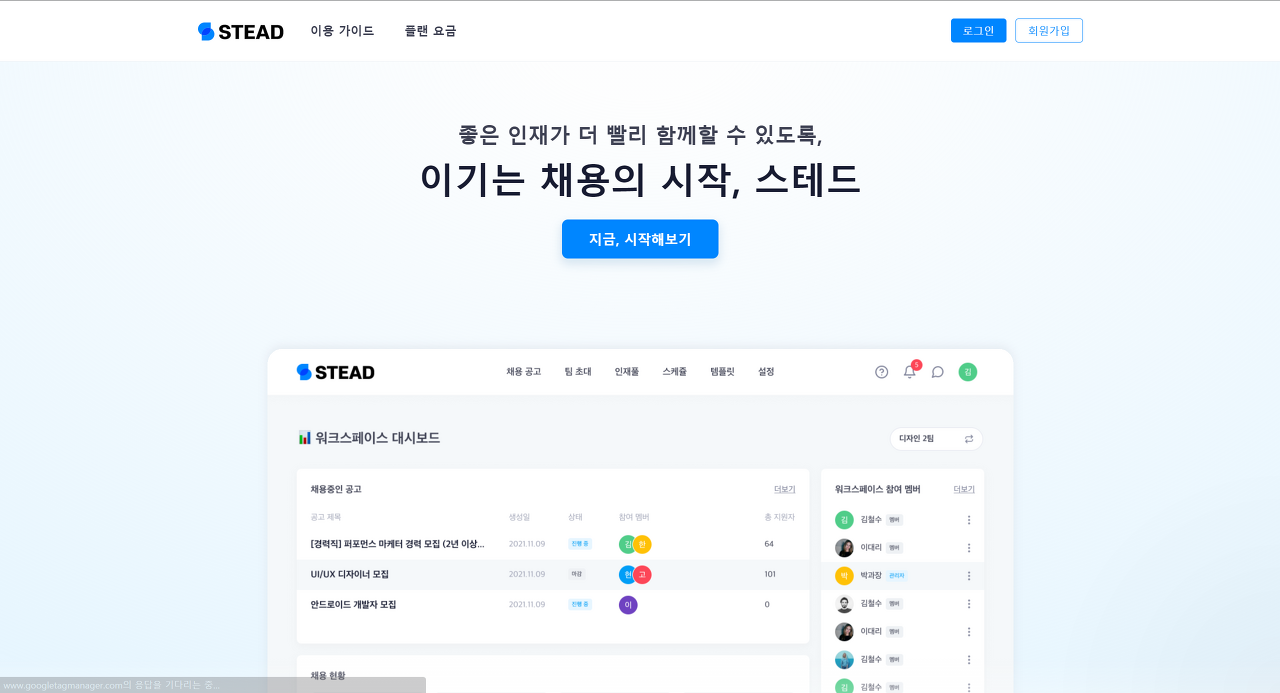 STEAD 이용 가이드 플랜 요금 로그인 회원가입
좋은 인재가 더 빨리 함께할 수 있도록,
이기는 채용의 시작, 스테드
지금, 시작해보기
STEAD 채용 공고 팀 초대 인재풀 스케줄 템플릿 설정 5 김
워크스페이스 대시보드 디자인 2팀
채용중인 공고 더보기
공고 제목 생성일 상태 참여 멤버 총 지원자
[경력직] 퍼포먼스 마케터 경력 모집 (2년 이상... 2021.11.09 진행 중 김 한 64
UI/UX 디자이너 모집 2021.11.09 마감 현 고 101
안드로이드 개발자 모집 2021.11.09 진행 중 이 0
채용 현황
워크스페이스 참여 멤버 더보기
김 김철수 멤버
이대리 멤버
박 박과장 관리자
김철수 멤버
이대리 멤버
김철수 멤버
김 김철수 멤버
www.googletagmanager.com의 응답을 기다리는 중...